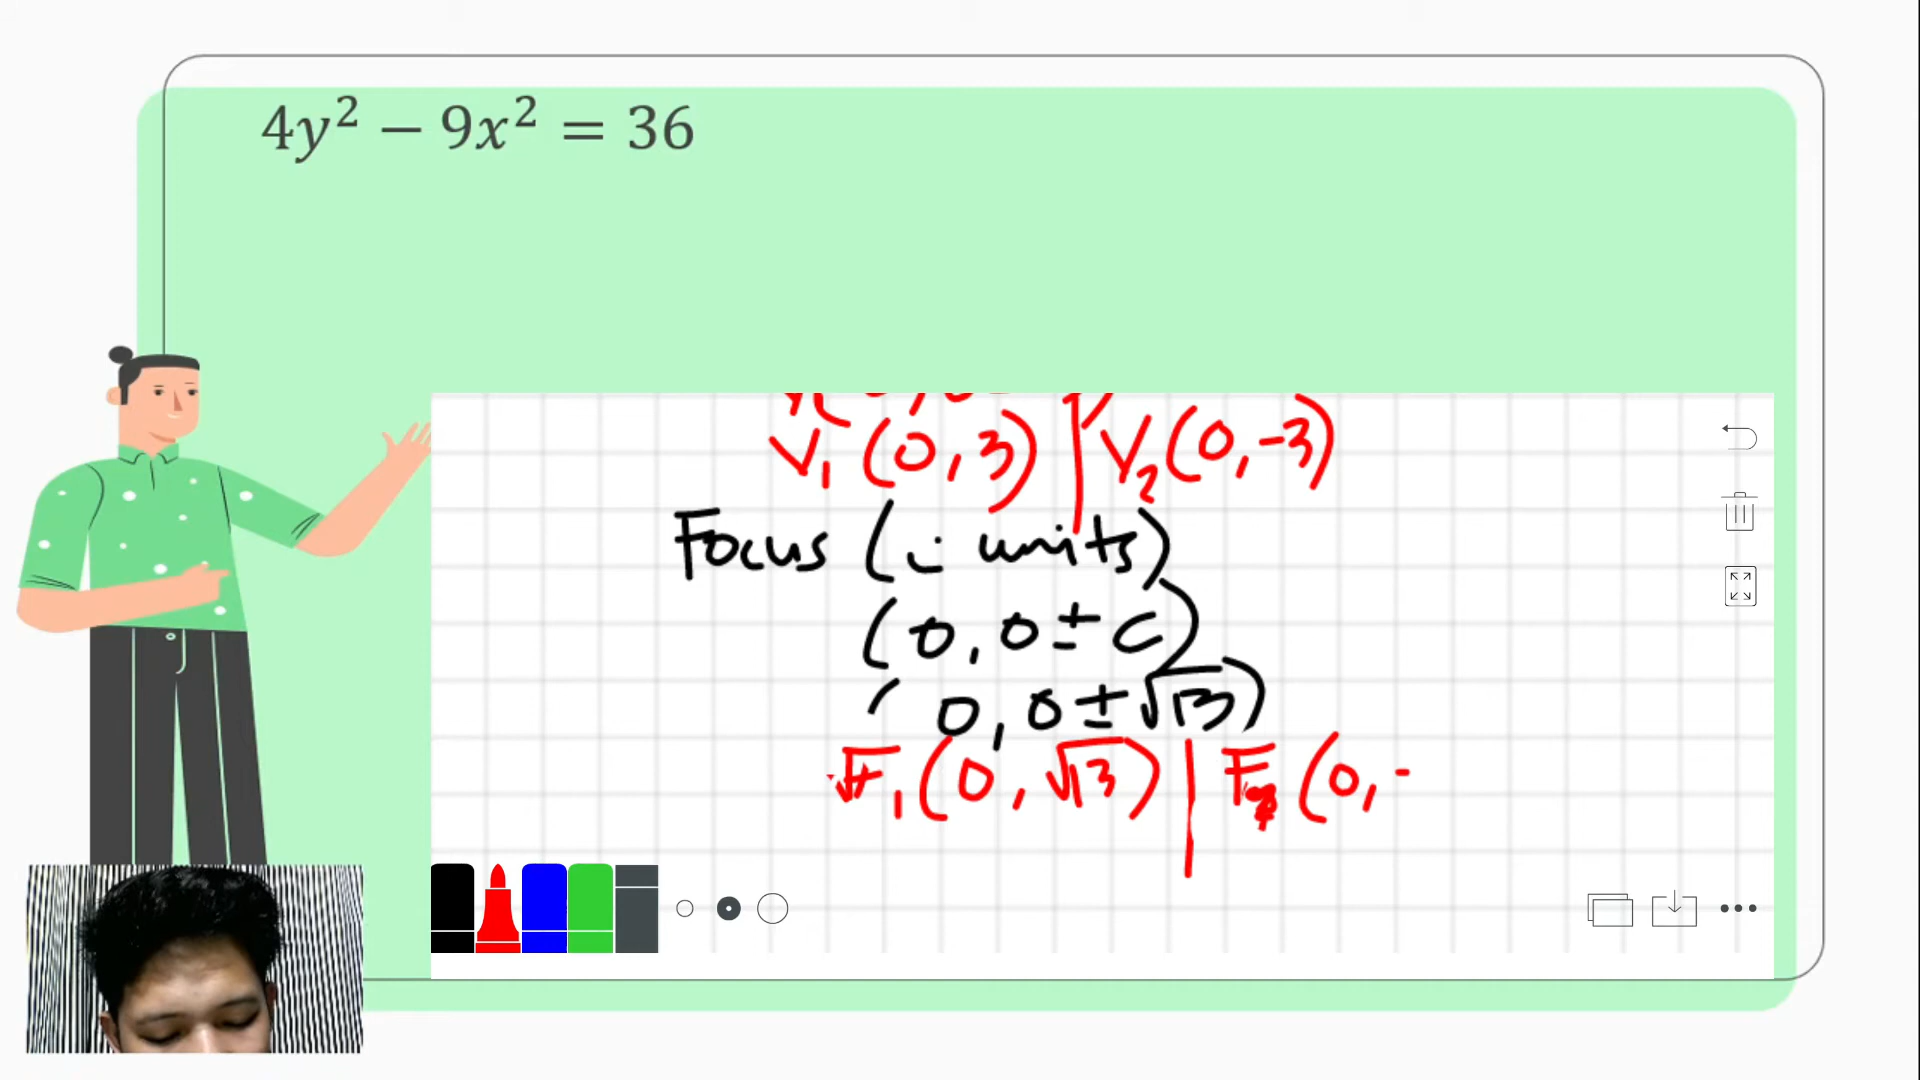 4y² − 9x² = 36
V₁ (0, 3) | V₂ (0, -3)
Focus (c units)
(0, 0 ± c)
(0, 0 ± √13)
F₁ (0, √13) | F₂ (0, -